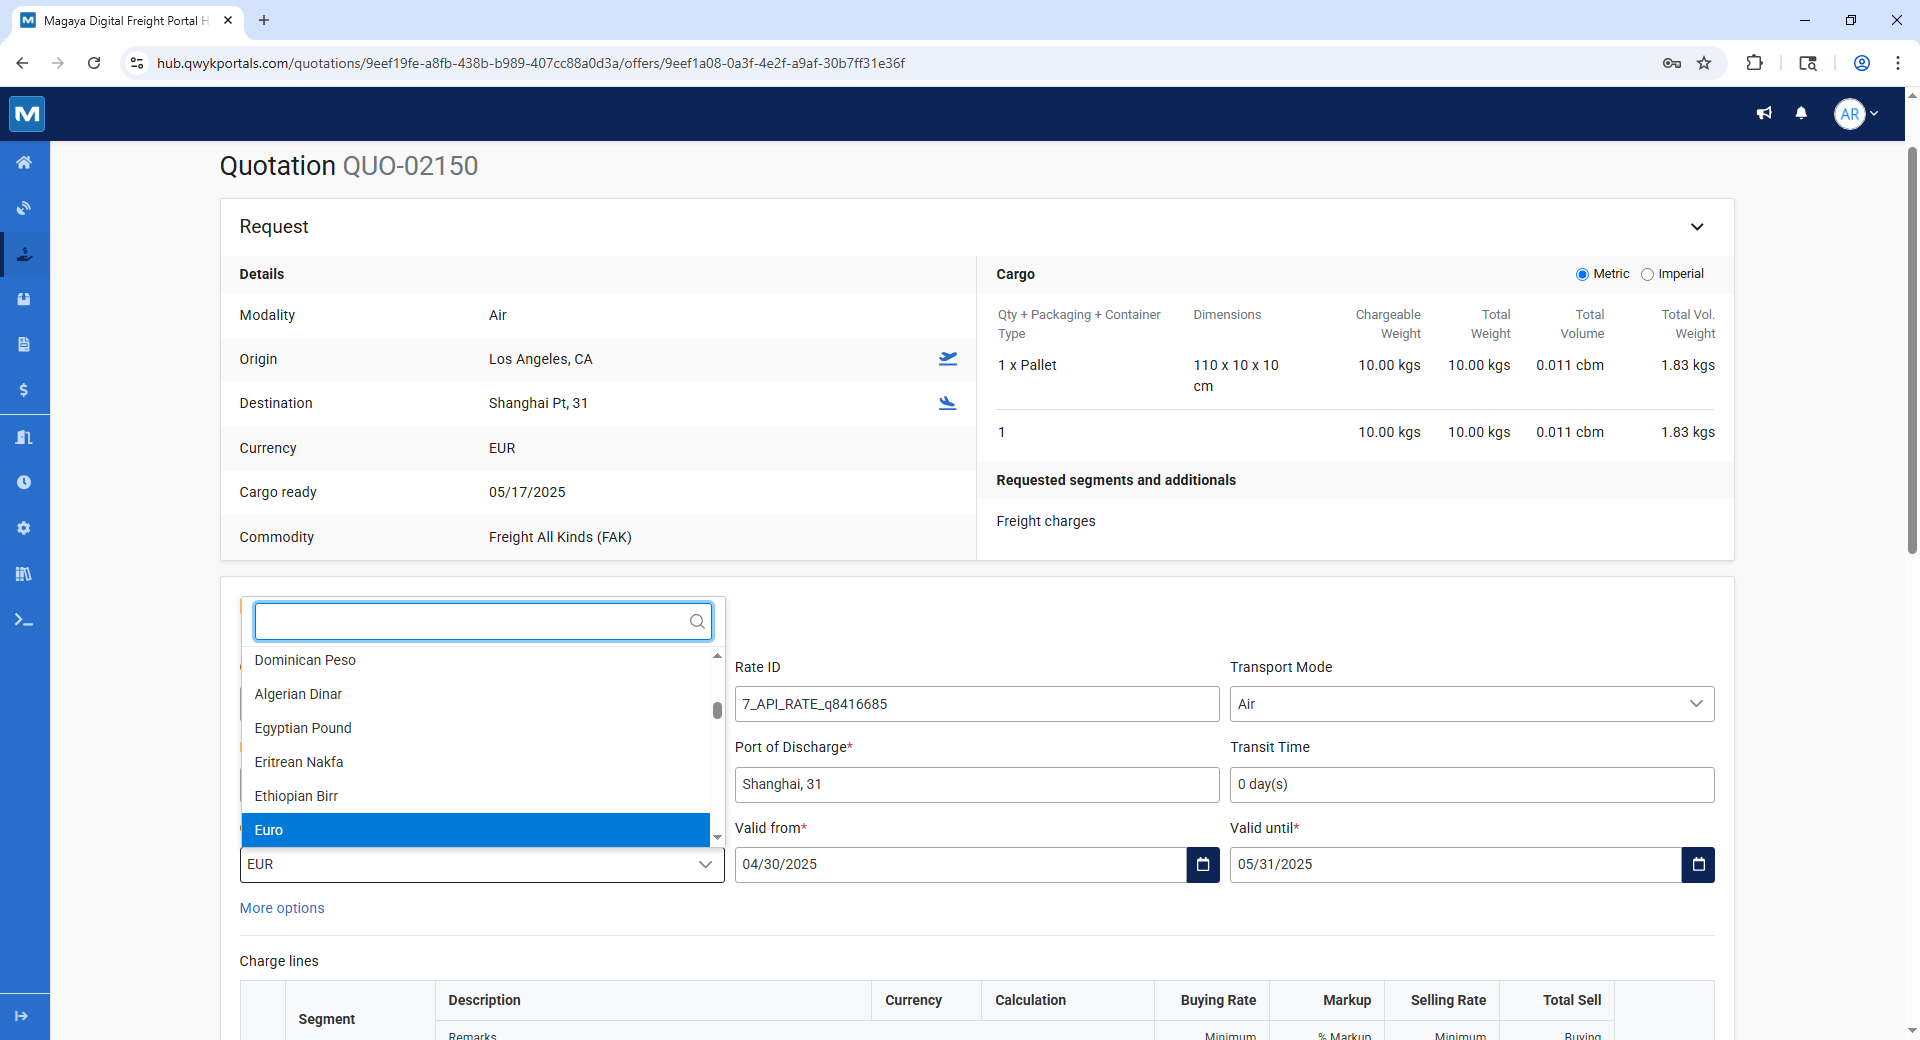 Magaya Digital Freight Portal H
hub.qwykportals.com/quotations/9eef19fe-a8fb-438b-b989-407cc88a0d3a/offers/9eef1a08-0a3f-4e2f-a9af-30b7ff31e36f
M
AR
Quotation QUO-02150
Request
Details
Modality Air
Origin Los Angeles, CA
Destination Shanghai Pt, 31
Currency EUR
Cargo ready 05/17/2025
Commodity Freight All Kinds (FAK)
Cargo Metric Imperial
Qty + Packaging + Container Dimensions Chargeable Total Total Total Vol.
Type Weight Weight Volume Weight
1 x Pallet 110 x 10 x 10 10.00 kgs 10.00 kgs 0.011 cbm 1.83 kgs
cm
1 10.00 kgs 10.00 kgs 0.011 cbm 1.83 kgs
Requested segments and additionals
Freight charges
Dominican Peso
Algerian Dinar
Egyptian Pound
Eritrean Nakfa
Ethiopian Birr
Euro
EUR
Rate ID Transport Mode
7_API_RATE_q8416685 Air
Port of Discharge* Transit Time
Shanghai, 31 0 day(s)
Valid from* Valid until*
04/30/2025 05/31/2025
More options
Charge lines
Segment Description Currency Calculation Buying Rate Markup Selling Rate Total Sell
Remarks Minimum % Markup Minimum Buying